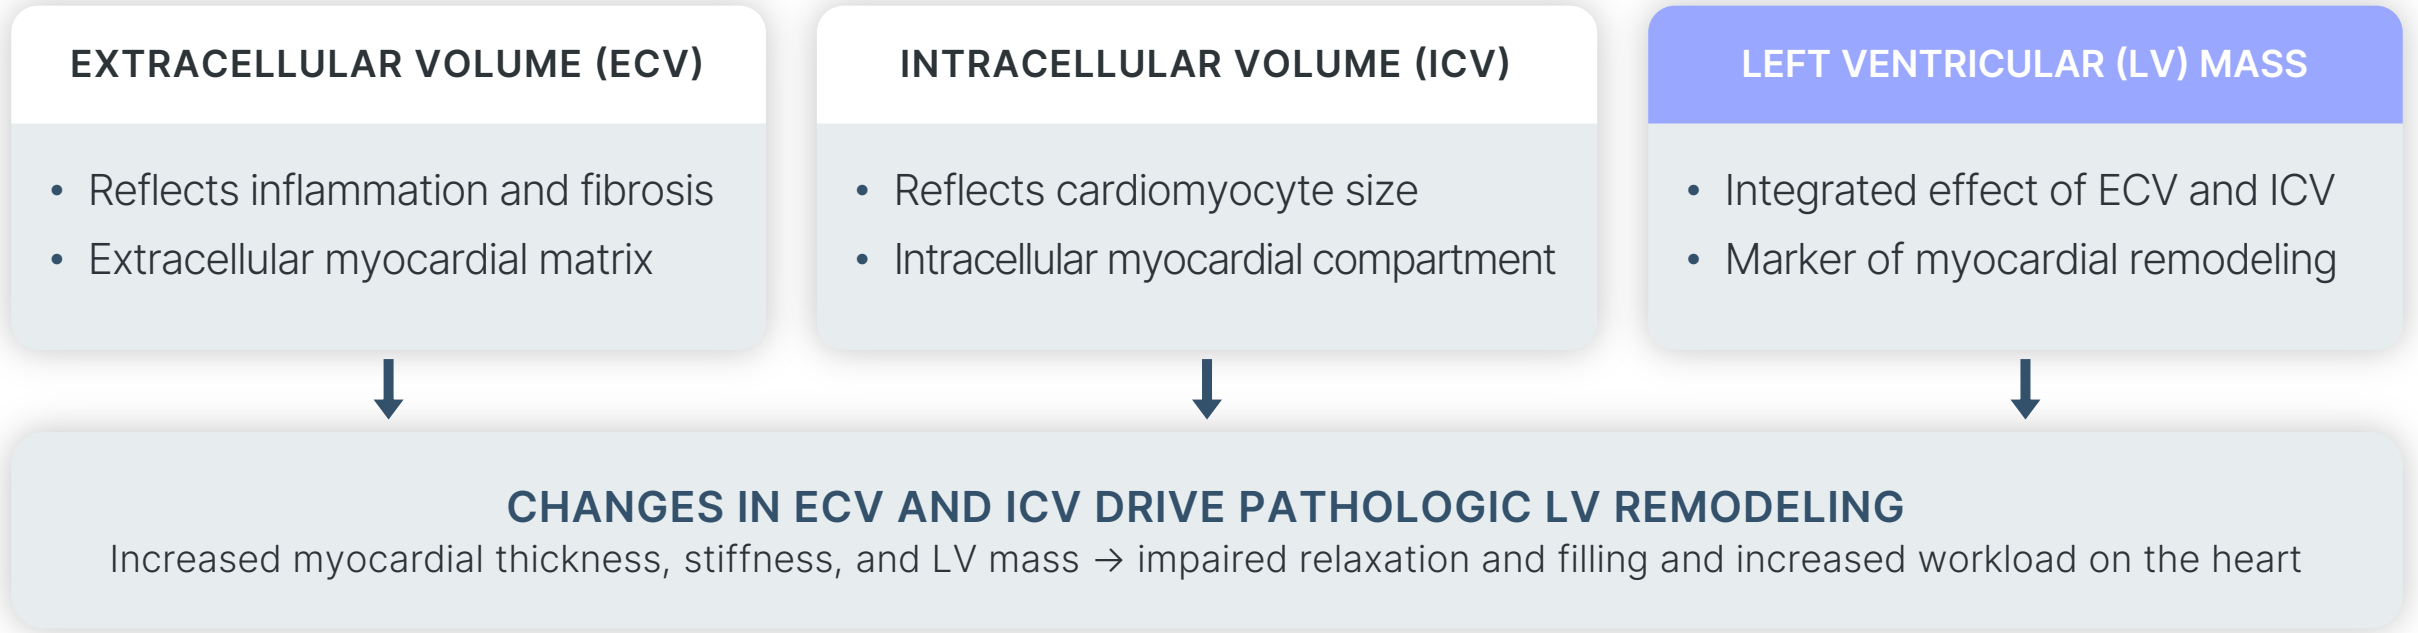 EXTRACELLULAR VOLUME (ECV)
• Reflects inflammation and fibrosis
• Extracellular myocardial matrix
INTRACELLULAR VOLUME (ICV)
• Reflects cardiomyocyte size
• Intracellular myocardial compartment
LEFT VENTRICULAR (LV) MASS
• Integrated effect of ECV and ICV
• Marker of myocardial remodeling
CHANGES IN ECV AND ICV DRIVE PATHOLOGIC LV REMODELING
Increased myocardial thickness, stiffness, and LV mass → impaired relaxation and filling and increased workload on the heart